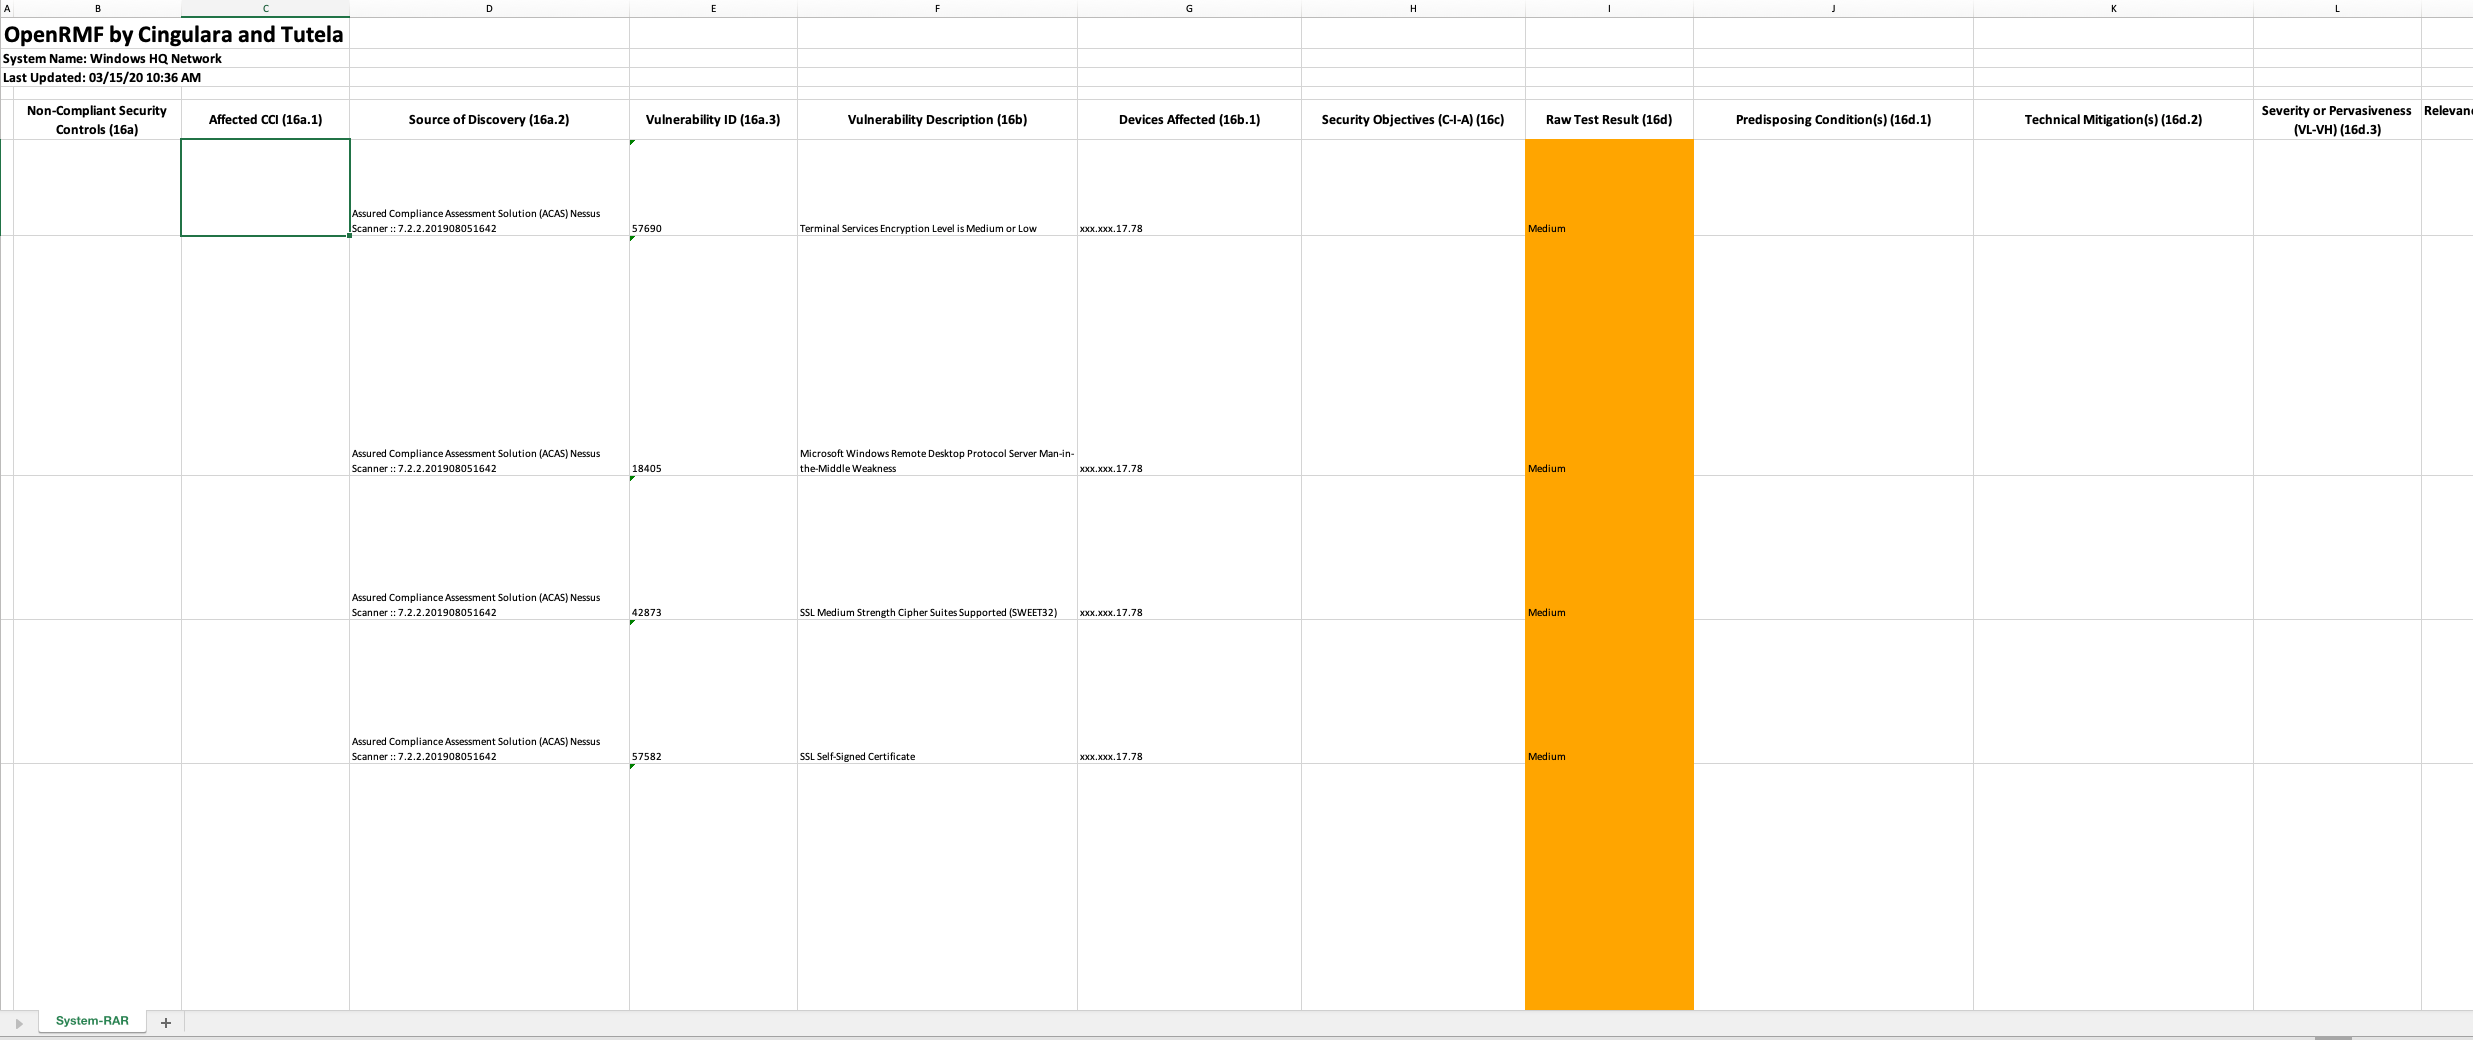 A B C D E F G H I J K L
OpenRMF by Cingulara and Tutela
System Name: Windows HQ Network
Last Updated: 03/15/20 10:36 AM
Non-Compliant Security
Controls (16a)
Affected CCI (16a.1)
Source of Discovery (16a.2)
Vulnerability ID (16a.3)
Vulnerability Description (16b)
Devices Affected (16b.1)
Security Objectives (C-I-A) (16c)
Raw Test Result (16d)
Predisposing Condition(s) (16d.1)
Technical Mitigation(s) (16d.2)
Severity or Pervasiveness
(VL-VH) (16d.3)
Assured Compliance Assessment Solution (ACAS) Nessus
Scanner :: 7.2.2.201908051642
57690
Terminal Services Encryption Level is Medium or Low
xxx.xxx.17.78
Medium
Assured Compliance Assessment Solution (ACAS) Nessus
Scanner :: 7.2.2.201908051642
18405
Microsoft Windows Remote Desktop Protocol Server Man-in-
the-Middle Weakness
xxx.xxx.17.78
Medium
Assured Compliance Assessment Solution (ACAS) Nessus
Scanner :: 7.2.2.201908051642
42873
SSL Medium Strength Cipher Suites Supported (SWEET32)
xxx.xxx.17.78
Medium
Assured Compliance Assessment Solution (ACAS) Nessus
Scanner :: 7.2.2.201908051642
57582
SSL Self-Signed Certificate
xxx.xxx.17.78
Medium
System-RAR